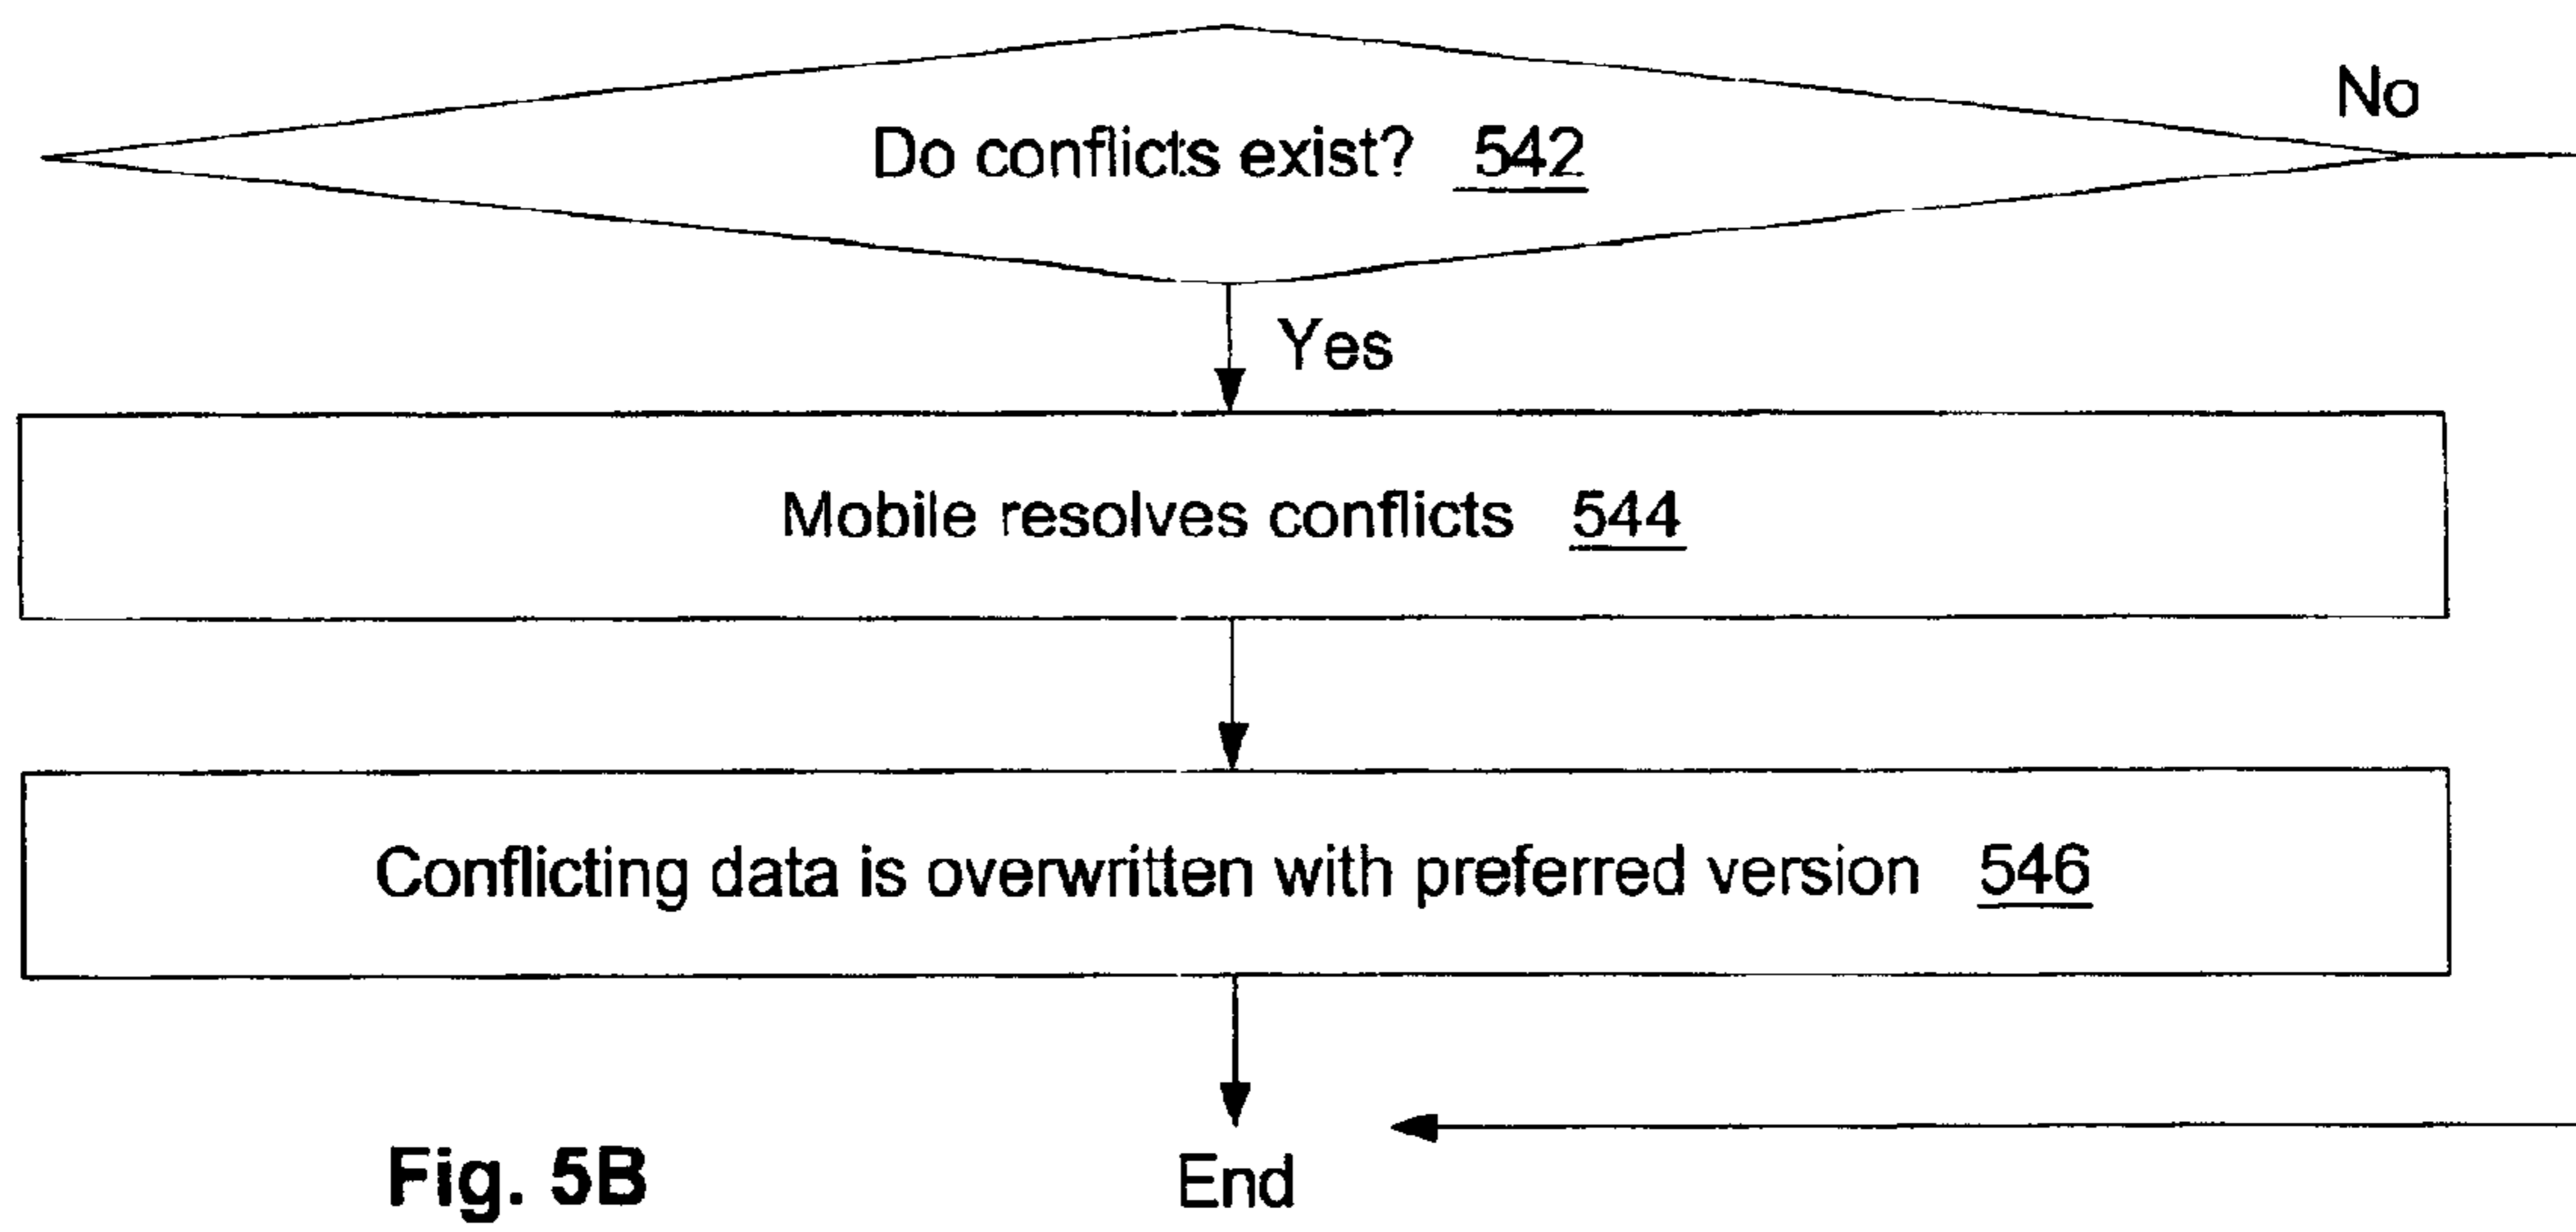 No
Do conflicts exist? 542
Yes
Mobile resolves conflicts 544
Conflicting data is overwritten with preferred version 546
End
Fig. 5B